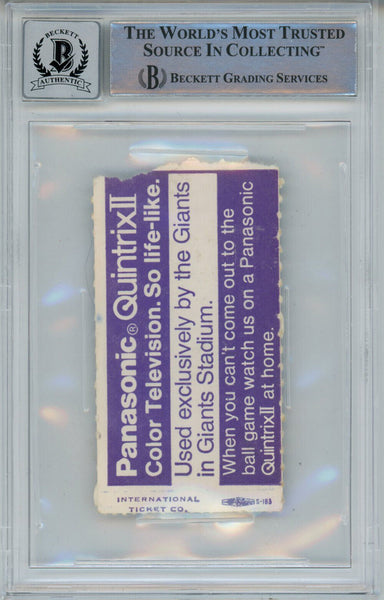 BECKETT
B
AUTHENTIC
THE WORLD'S MOST TRUSTED
SOURCE IN COLLECTING™
B BECKETT GRADING SERVICES
Panasonic® QuintrixII
Color Television. So life-like.
Used exclusively by the Giants
in Giants Stadium.
When you can't come out to the
ball game watch us on a Panasonic
QuintrixII at home.
INTERNATIONAL
TICKET CO.